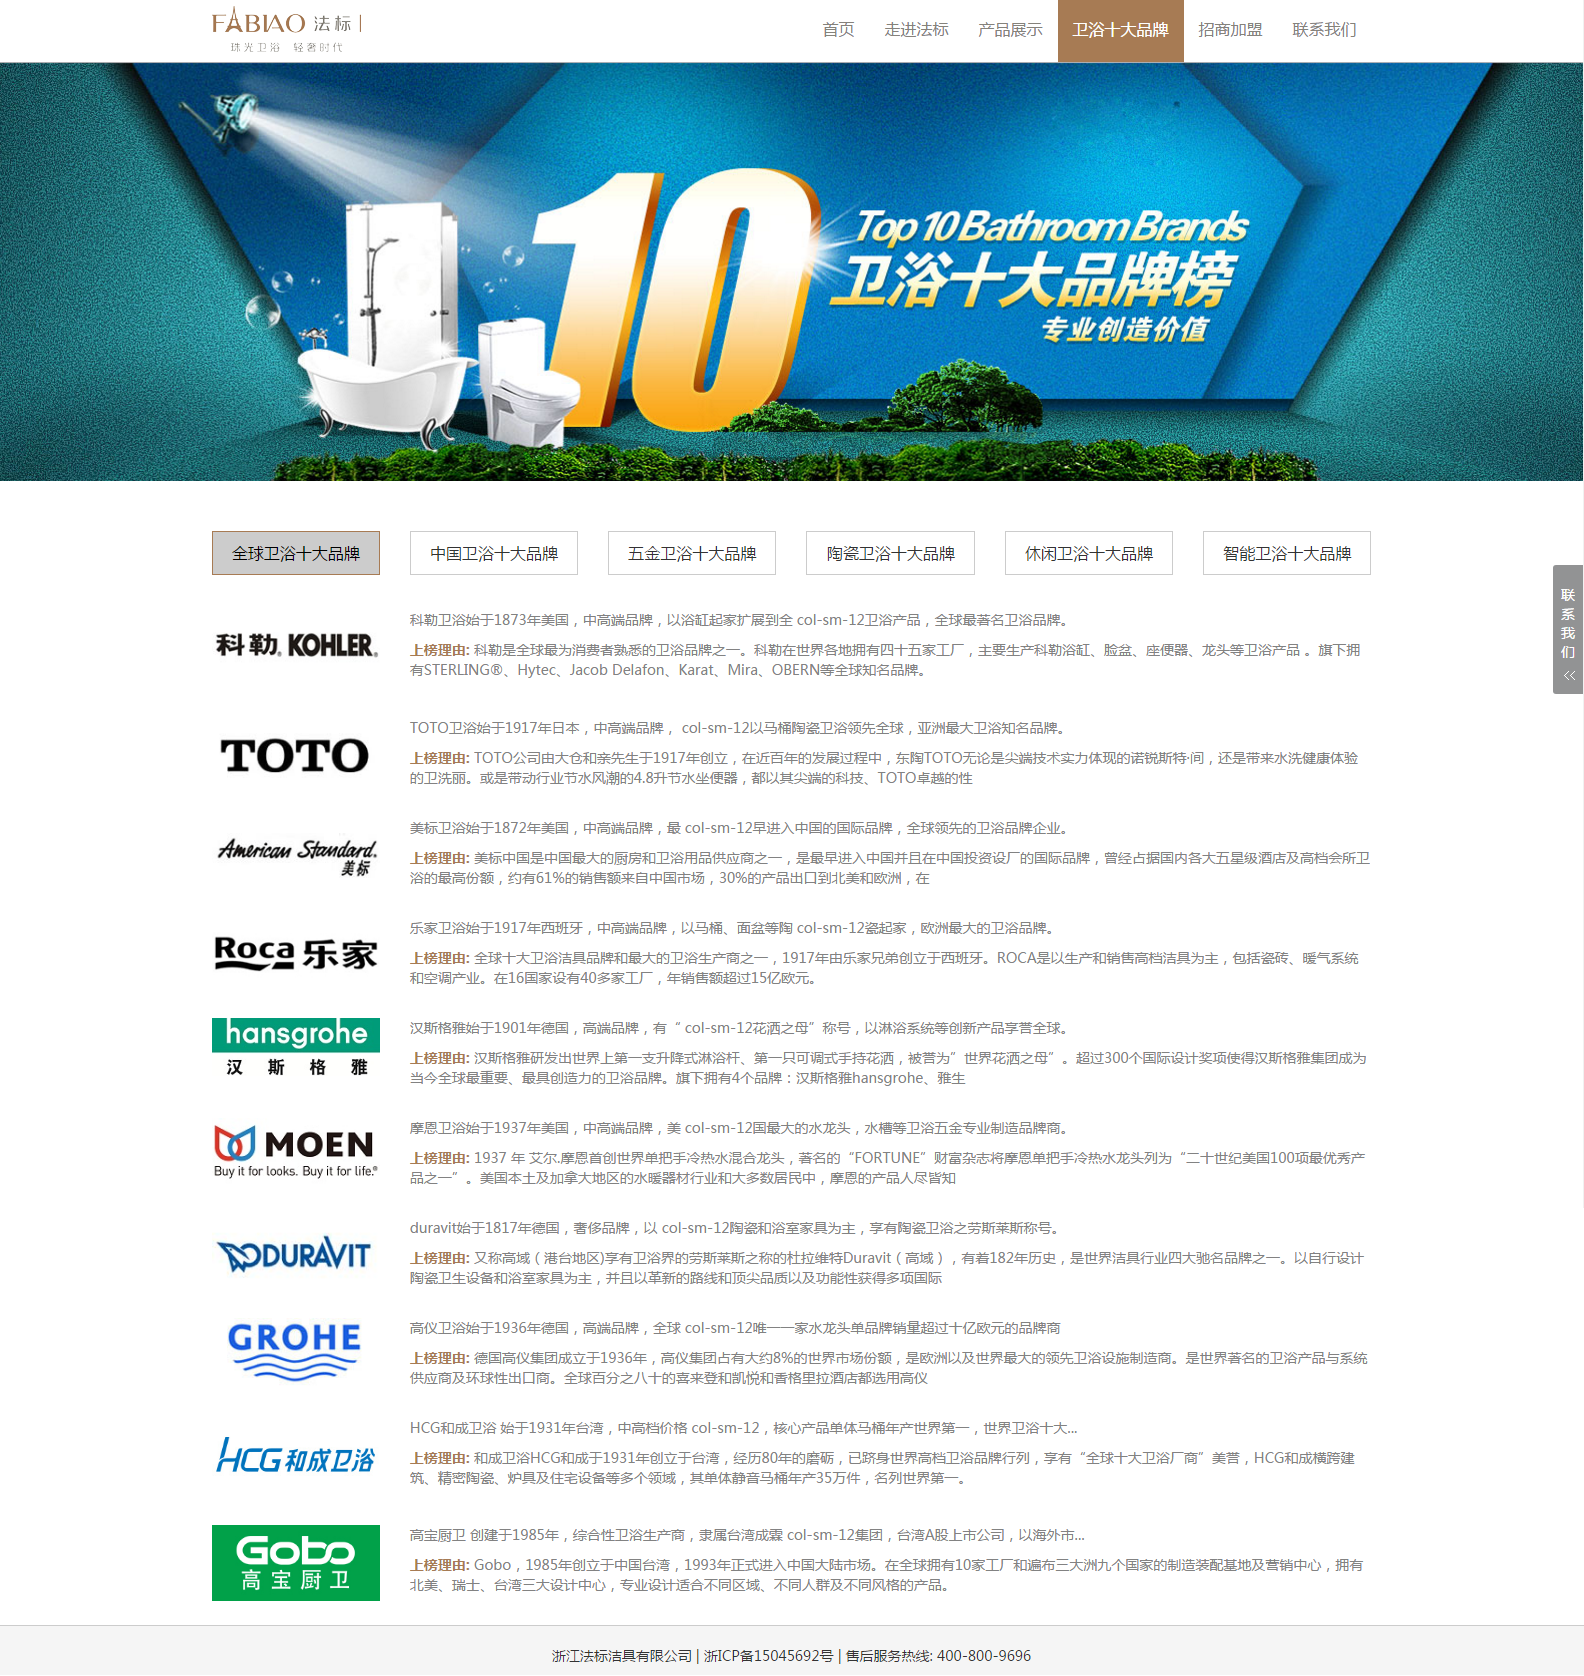 FABIAO 法标
珠光卫浴 轻奢时代
首页 走进法标 产品展示 卫浴十大品牌 招商加盟 联系我们
Top 10 Bathroom Brands
10
卫浴十大品牌榜
专业创造价值
全球卫浴十大品牌 中国卫浴十大品牌 五金卫浴十大品牌 陶瓷卫浴十大品牌 休闲卫浴十大品牌 智能卫浴十大品牌
联系我们
科勒® KOHLER.
科勒卫浴始于1873年美国，中高端品牌，以浴缸起家扩展到全 col-sm-12卫浴产品，全球最著名卫浴品牌。
上榜理由: 科勒是全球最为消费者熟悉的卫浴品牌之一。科勒在世界各地拥有四十五家工厂，主要生产科勒浴缸、脸盆、座便器、龙头等卫浴产品 。旗下拥
有STERLING®、Hytec、Jacob Delafon、Karat、Mira、OBERN等全球知名品牌。
TOTO
TOTO卫浴始于1917年日本，中高端品牌， col-sm-12以马桶陶瓷卫浴领先全球，亚洲最大卫浴知名品牌。
上榜理由: TOTO公司由大仓和亲先生于1917年创立，在近百年的发展过程中，东陶TOTO无论是尖端技术实力体现的诺锐斯特·间，还是带来水洗健康体验
的卫洗丽。或是带动行业节水风潮的4.8升节水坐便器，都以其尖端的科技、TOTO卓越的性
American Standard.
美标
美标卫浴始于1872年美国，中高端品牌，最 col-sm-12早进入中国的国际品牌，全球领先的卫浴品牌企业。
上榜理由: 美标中国是中国最大的厨房和卫浴用品供应商之一，是最早进入中国并且在中国投资设厂的国际品牌，曾经占据国内各大五星级酒店及高档会所卫
浴的最高份额，约有61%的销售额来自中国市场，30%的产品出口到北美和欧洲，在
Roca 乐家
乐家卫浴始于1917年西班牙，中高端品牌，以马桶、面盆等陶 col-sm-12瓷起家，欧洲最大的卫浴品牌。
上榜理由: 全球十大卫浴洁具品牌和最大的卫浴生产商之一，1917年由乐家兄弟创立于西班牙。ROCA是以生产和销售高档洁具为主，包括瓷砖、暖气系统
和空调产业。在16国家设有40多家工厂，年销售额超过15亿欧元。
hansgrohe
汉斯格雅
汉斯格雅始于1901年德国，高端品牌，有“ col-sm-12花洒之母”称号，以淋浴系统等创新产品享誉全球。
上榜理由: 汉斯格雅研发出世界上第一支升降式淋浴杆、第一只可调式手持花洒，被誉为”世界花洒之母”。超过300个国际设计奖项使得汉斯格雅集团成为
当今全球最重要、最具创造力的卫浴品牌。旗下拥有4个品牌：汉斯格雅hansgrohe、雅生
MOEN
Buy it for looks. Buy it for life.®
摩恩卫浴始于1937年美国，中高端品牌，美 col-sm-12国最大的水龙头，水槽等卫浴五金专业制造品牌商。
上榜理由: 1937 年 艾尔.摩恩首创世界单把手冷热水混合龙头，著名的“FORTUNE”财富杂志将摩恩单把手冷热水龙头列为“二十世纪美国100项最优秀产
品之一”。美国本土及加拿大地区的水暖器材行业和大多数居民中，摩恩的产品人尽皆知
DURAVIT
duravit始于1817年德国，奢侈品牌，以 col-sm-12陶瓷和浴室家具为主，享有陶瓷卫浴之劳斯莱斯称号。
上榜理由: 又称高域（港台地区)享有卫浴界的劳斯莱斯之称的杜拉维特Duravit（高域），有着182年历史，是世界洁具行业四大驰名品牌之一。以自行设计
陶瓷卫生设备和浴室家具为主，并且以革新的路线和顶尖品质以及功能性获得多项国际
GROHE
高仪卫浴始于1936年德国，高端品牌，全球 col-sm-12唯一一家水龙头单品牌销量超过十亿欧元的品牌商
上榜理由: 德国高仪集团成立于1936年，高仪集团占有大约8%的世界市场份额，是欧洲以及世界最大的领先卫浴设施制造商。是世界著名的卫浴产品与系统
供应商及环球性出口商。全球百分之八十的喜来登和凯悦和香格里拉酒店都选用高仪
HCG 和成卫浴
HCG和成卫浴 始于1931年台湾，中高档价格 col-sm-12，核心产品单体马桶年产世界第一，世界卫浴十大...
上榜理由: 和成卫浴HCG和成于1931年创立于台湾，经历80年的磨砺，已跻身世界高档卫浴品牌行列，享有“全球十大卫浴厂商”美誉，HCG和成横跨建
筑、精密陶瓷、炉具及住宅设备等多个领域，其单体静音马桶年产35万件，名列世界第一。
Gobo
高宝厨卫
高宝厨卫 创建于1985年，综合性卫浴生产商，隶属台湾成霖 col-sm-12集团，台湾A股上市公司，以海外市...
上榜理由: Gobo，1985年创立于中国台湾，1993年正式进入中国大陆市场。在全球拥有10家工厂和遍布三大洲九个国家的制造装配基地及营销中心，拥有
北美、瑞士、台湾三大设计中心，专业设计适合不同区域、不同人群及不同风格的产品。
浙江法标洁具有限公司 | 浙ICP备15045692号 | 售后服务热线: 400-800-9696